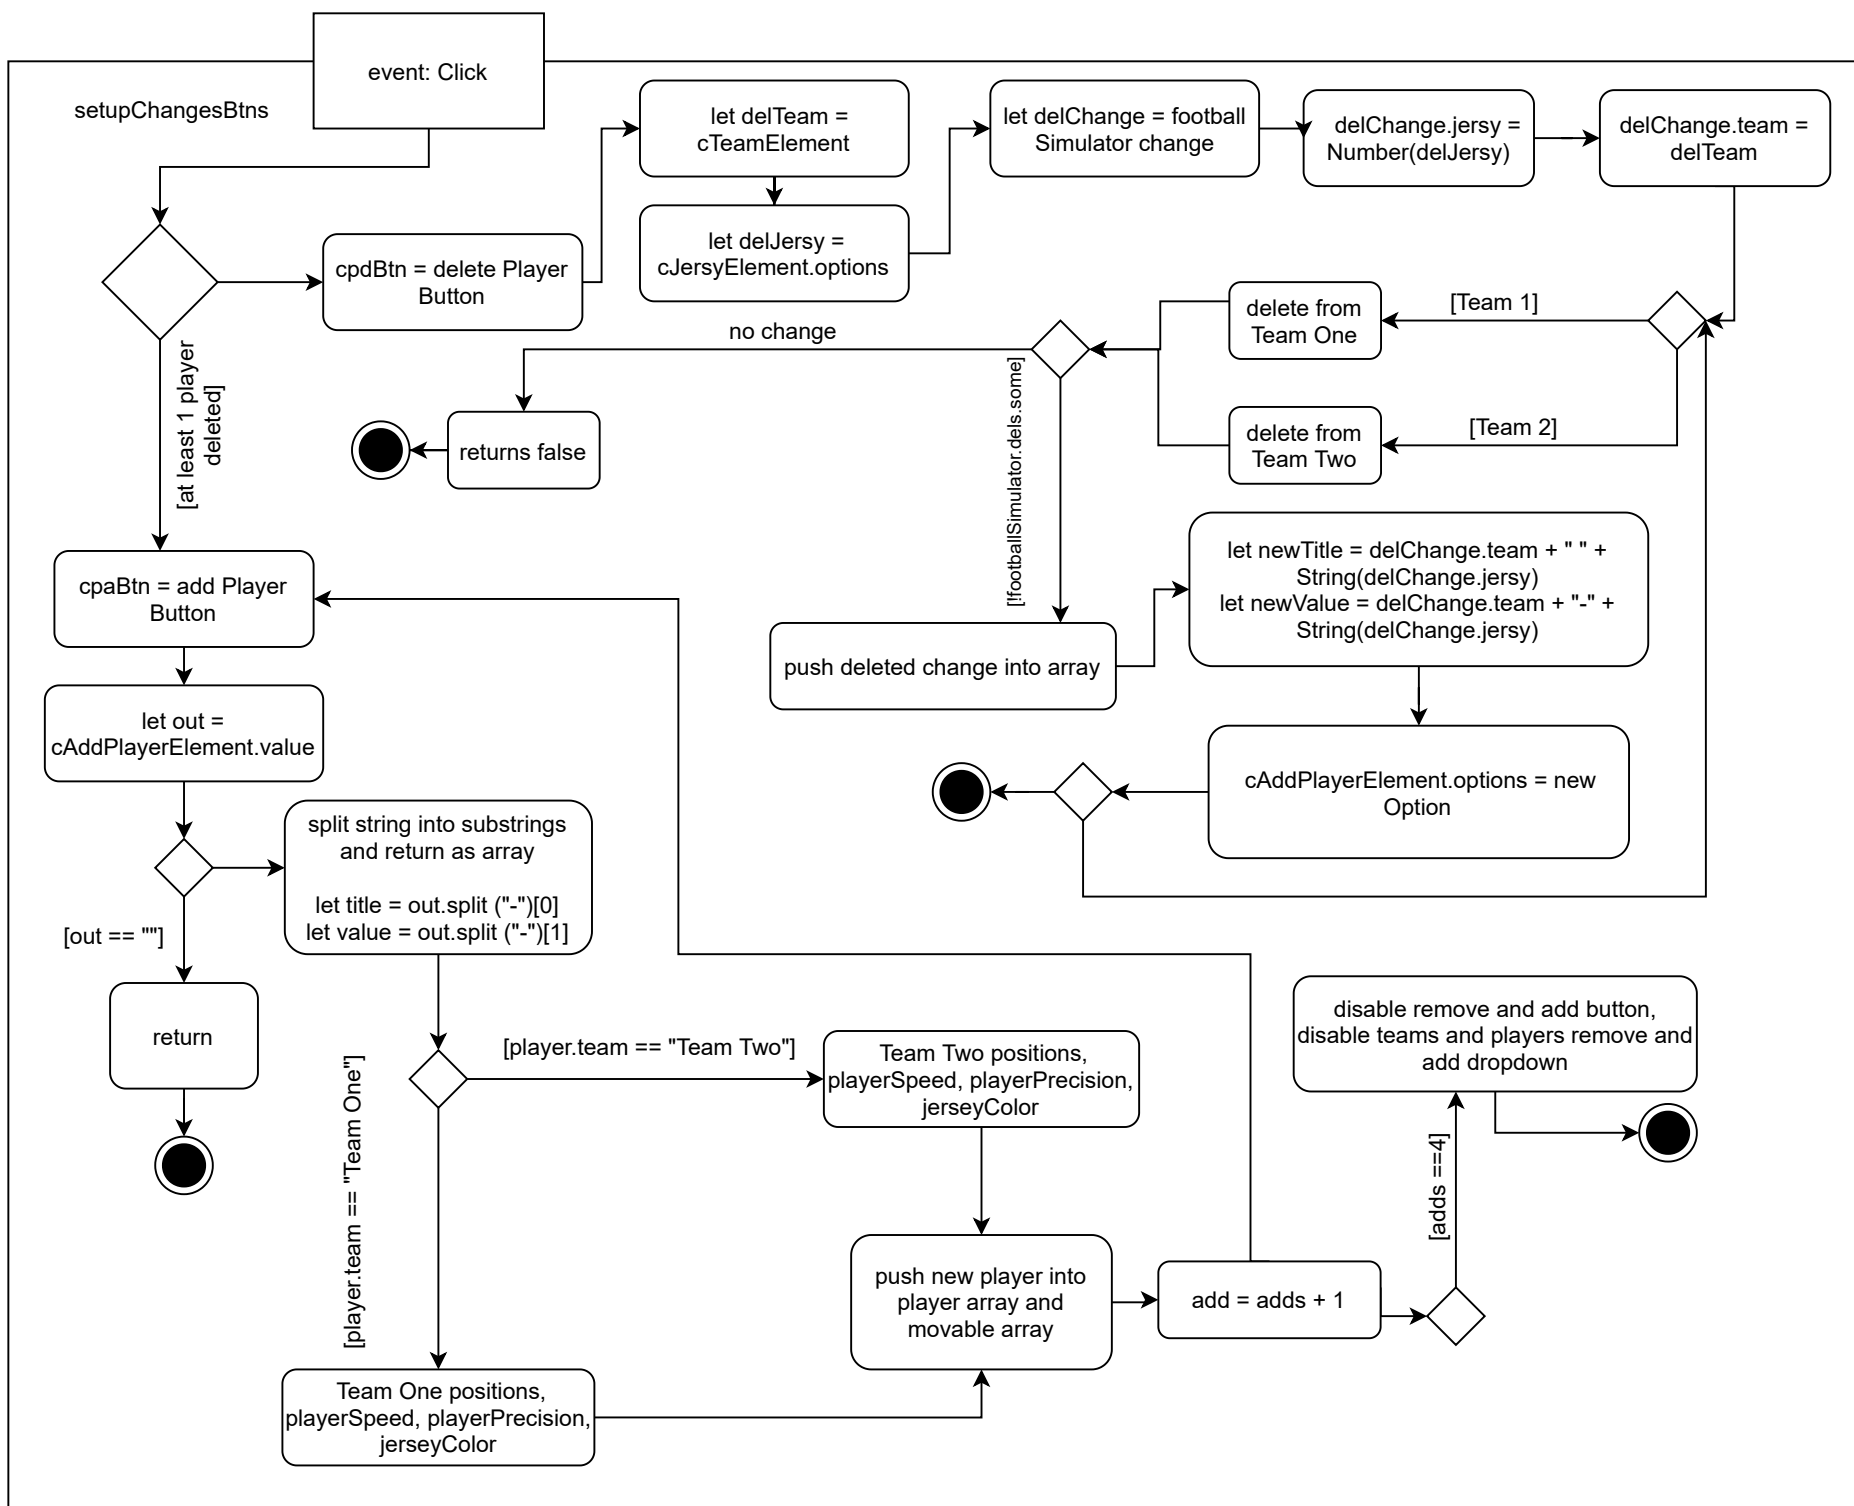 event: Click
setupChangesBtns
let delTeam =
cTeamElement
let delChange = football
Simulator change
delChange.jersy =
Number(delJersy)
delChange.team =
delTeam
let delJersy =
cJersyElement.options
cpdBtn = delete Player
Button
delete from
Team One
[Team 1]
no change
[at least 1 player
deleted]
returns false
[!footballSimulator.dels.some]
delete from
Team Two
[Team 2]
let newTitle = delChange.team + " " +
String(delChange.jersy)
let newValue = delChange.team + "-" +
String(delChange.jersy)
cpaBtn = add Player
Button
push deleted change into array
let out =
cAddPlayerElement.value
cAddPlayerElement.options = new
Option
split string into substrings
and return as array
let title = out.split ("-")[0]
let value = out.split ("-")[1]
[out == ""]
return
disable remove and add button,
disable teams and players remove and
add dropdown
[player.team == "Team Two"]
Team Two positions,
playerSpeed, playerPrecision,
jerseyColor
[player.team == "Team One"]
[adds ==4]
push new player into
player array and
movable array
add = adds + 1
Team One positions,
playerSpeed, playerPrecision,
jerseyColor